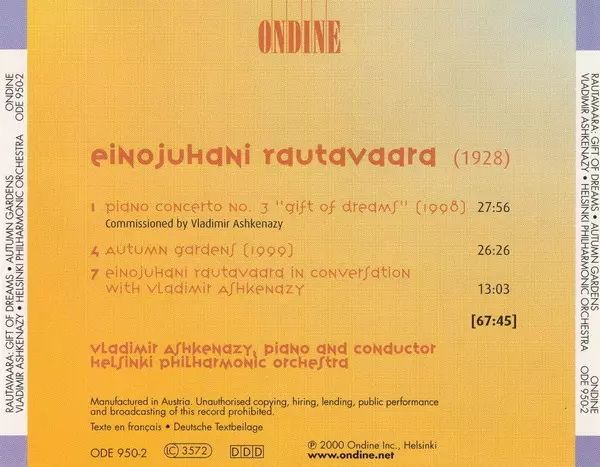 ONDINE
einojuhani rautavaara (1928)
1 piano concerto no. 3 "gift of dreams" (1998) 27:56
Commissioned by Vladimir Ashkenazy
4 autumn gardens (1999) 26:26
7 einojuhani rautavaara in conversation
with vladimir ashkenazy 13:03
[67:45]
vladimir ashkenazy, piano and conductor
helsinki philharmonic orchestra
Manufactured in Austria. Unauthorised copying, hiring, lending, public performance
and broadcasting of this record prohibited.
Texte en français • Deutsche Textbeilage
ODE 950-2 LC 3572 DDD ℗ 2000 Ondine Inc., Helsinki
www.ondine.net
RAUTAVAARA: GIFT OF DREAMS • AUTUMN GARDENS ONDINE
VLADIMIR ASHKENAZY • HELSINKI PHILHARMONIC ORCHESTRA ODE 950-2
RAUTAVAARA: GIFT OF DREAMS • AUTUMN GARDENS ONDINE
VLADIMIR ASHKENAZY • HELSINKI PHILHARMONIC ORCHESTRA ODE 950-2